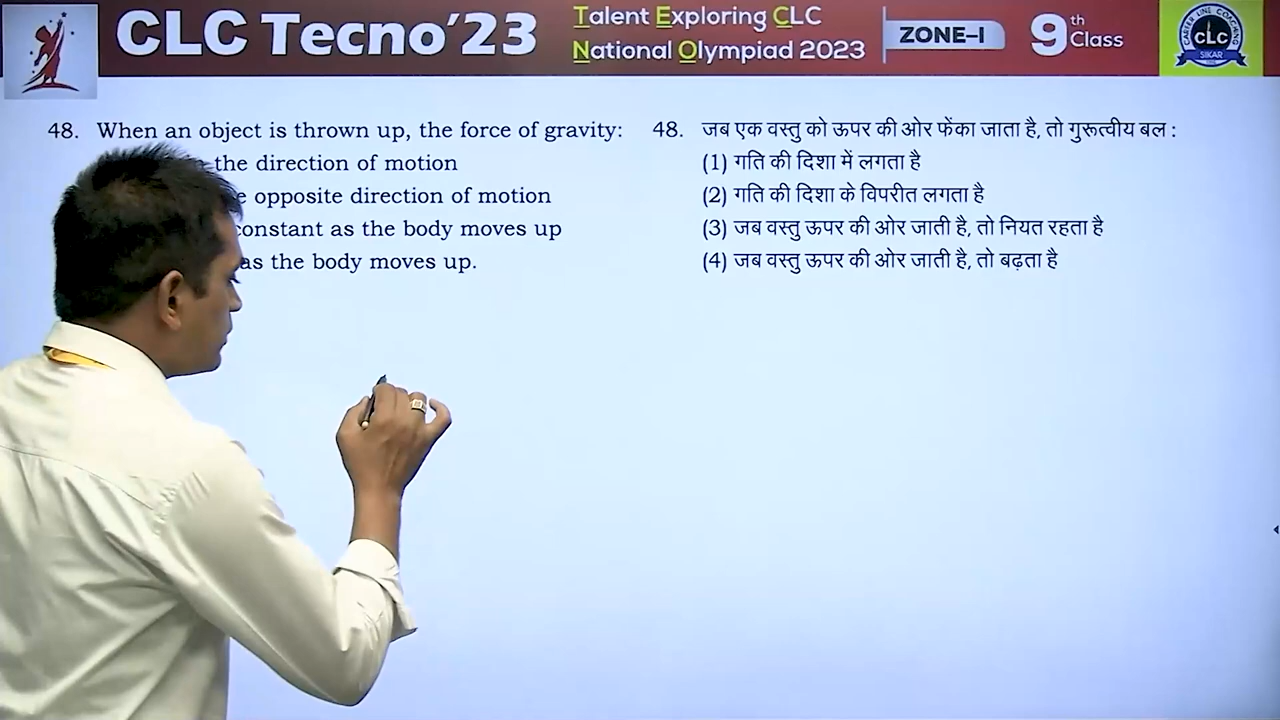 CLC Tecno'23
Talent Exploring CLC
National Olympiad 2023
ZONE–I
9th Class
CAREER LINE COACHING
CLC
SIKAR
48. When an object is thrown up, the force of gravity:
the direction of motion
opposite direction of motion
constant as the body moves up
as the body moves up.
48. जब एक वस्तु को ऊपर की ओर फेंका जाता है, तो गुरूत्वीय बल :
(1) गति की दिशा में लगता है
(2) गति की दिशा के विपरीत लगता है
(3) जब वस्तु ऊपर की ओर जाती है, तो नियत रहता है
(4) जब वस्तु ऊपर की ओर जाती है, तो बढ़ता है